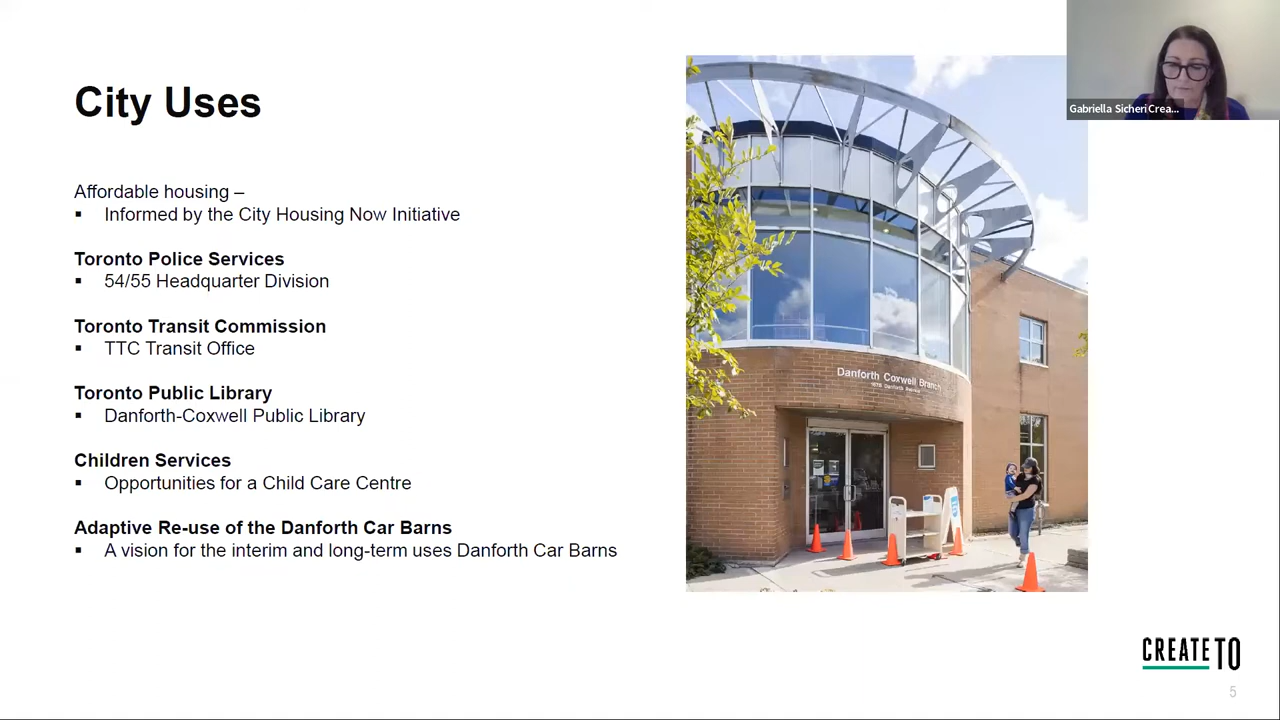 City Uses
Affordable housing –
▪ Informed by the City Housing Now Initiative
Toronto Police Services
▪ 54/55 Headquarter Division
Toronto Transit Commission
▪ TTC Transit Office
Toronto Public Library
▪ Danforth-Coxwell Public Library
Children Services
▪ Opportunities for a Child Care Centre
Adaptive Re-use of the Danforth Car Barns
▪ A vision for the interim and long-term uses Danforth Car Barns
Gabriella Sicheri Crea...
Danforth Coxwell Branch
CREATETO
5